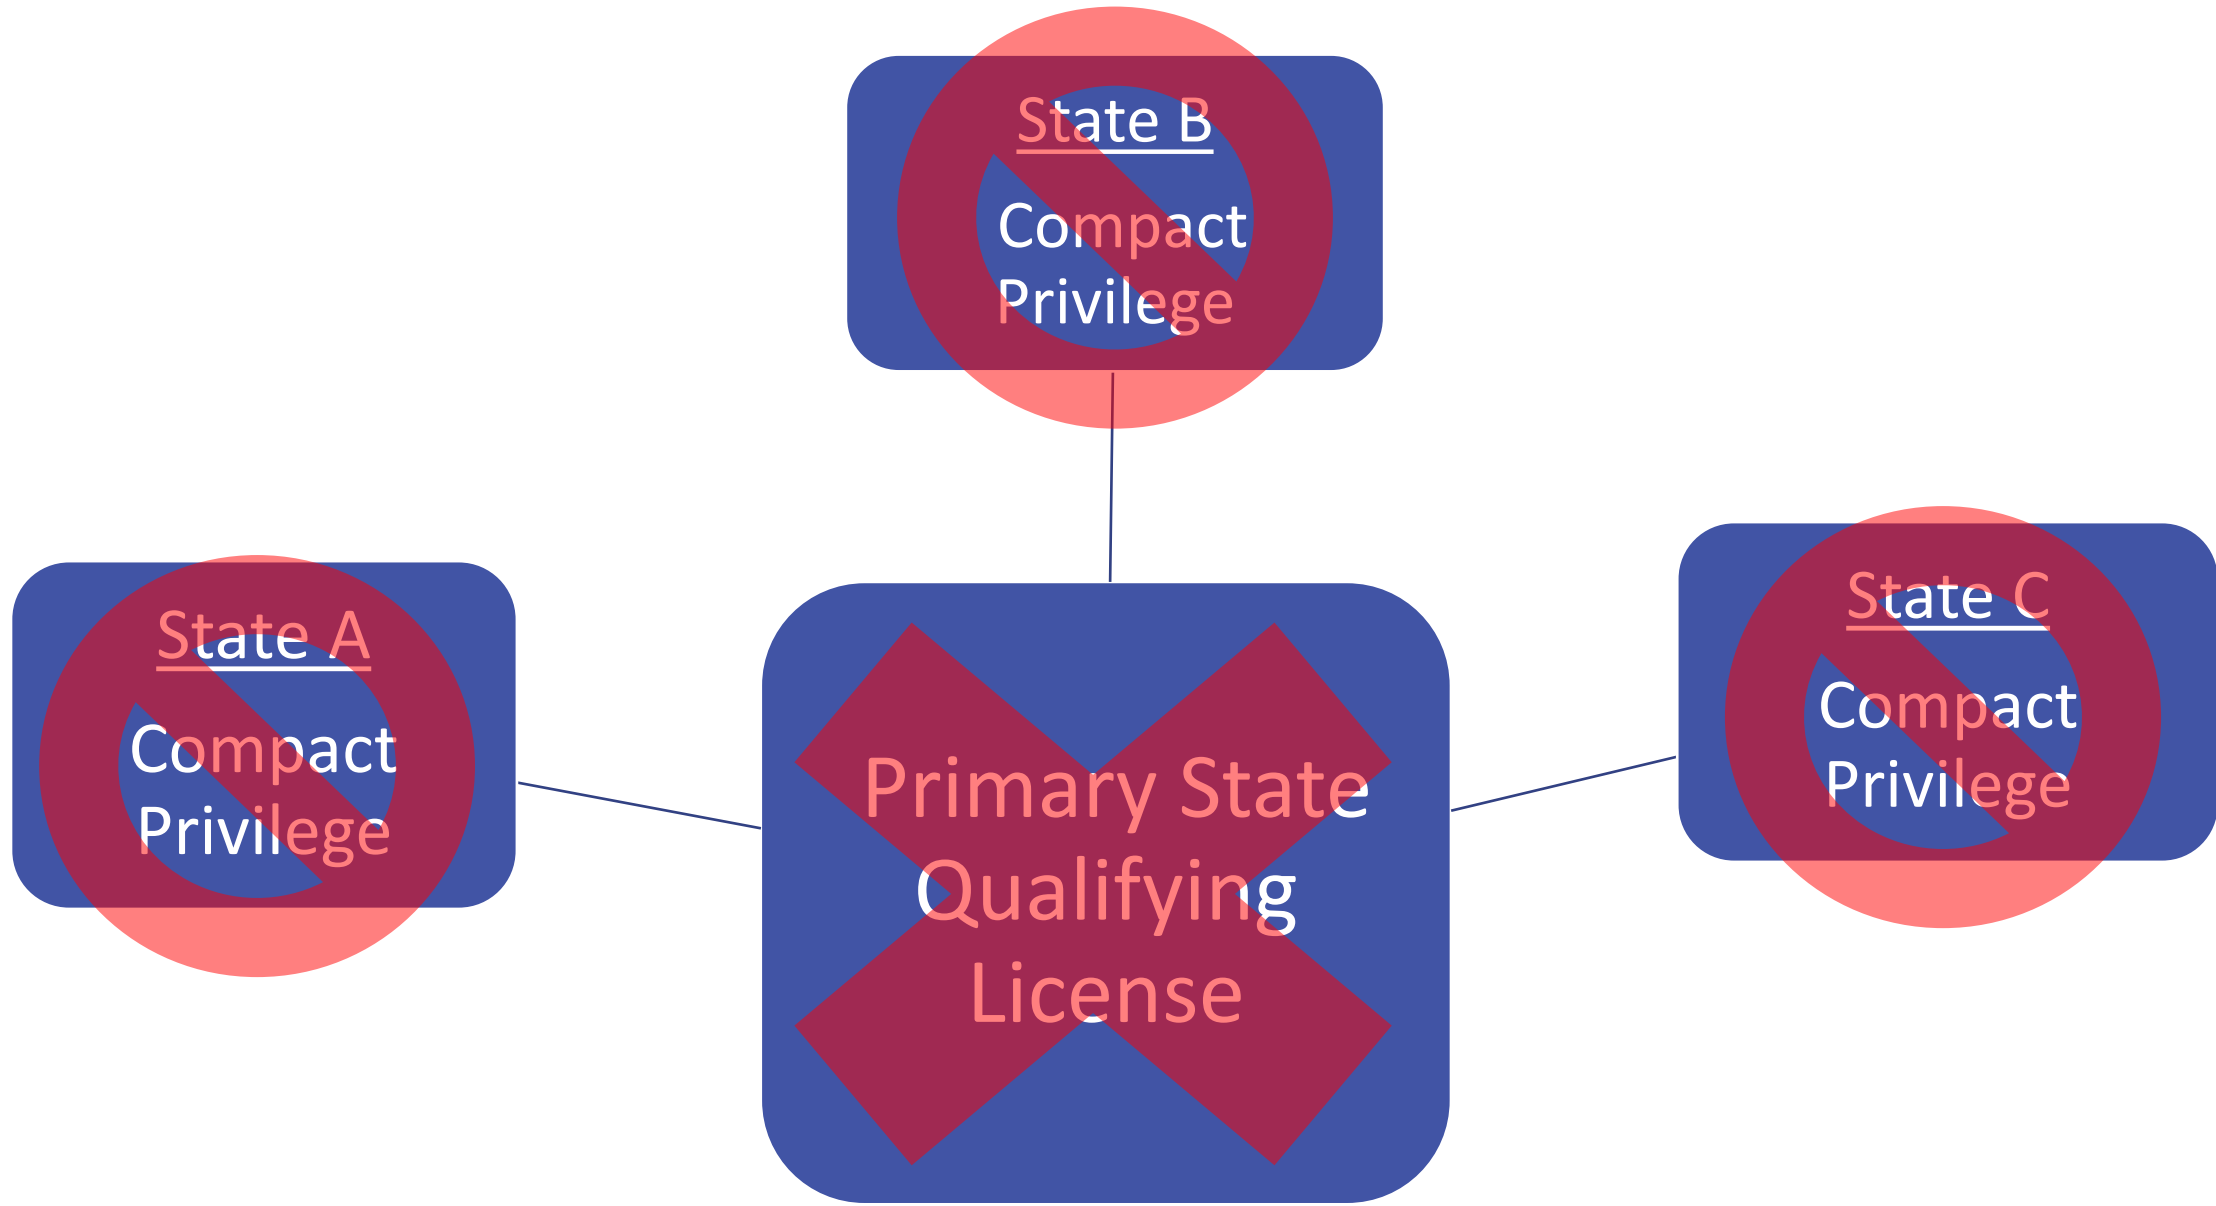 State B
Compact
Privilege
State A
Compact
Privilege
State C
Compact
Privilege
Primary State
Qualifying
License